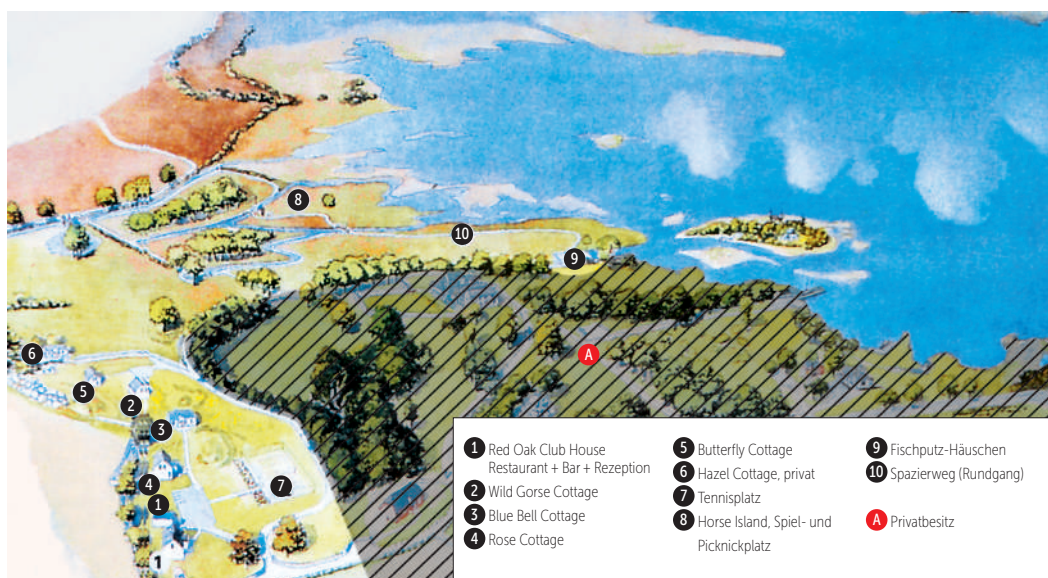 8
10
9
6
A
5
2
3
4
7
1
1
1 Red Oak Club House
Restaurant + Bar + Rezeption
2 Wild Gorse Cottage
3 Blue Bell Cottage
4 Rose Cottage
5 Butterfly Cottage
6 Hazel Cottage, privat
7 Tennisplatz
8 Horse Island, Spiel- und
Picknickplatz
9 Fischputz-Häuschen
10 Spazierweg (Rundgang)
A Privatbesitz